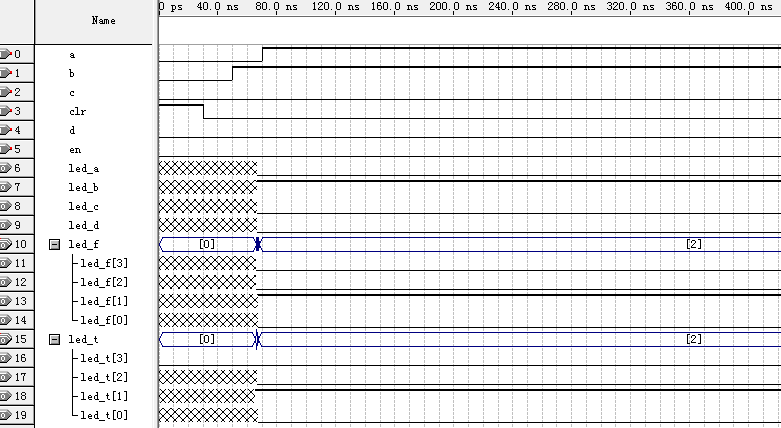 0 ps 40.0 ns 80.0 ns 120.0 ns 160.0 ns 200.0 ns 240.0 ns 280.0 ns 320.0 ns 360.0 ns 400.0 ns
Name
0 a
1 b
2 c
3 clr
4 d
5 en
6 led_a
7 led_b
8 led_c
9 led_d
10 led_f [0] [2]
11 led_f[3]
12 led_f[2]
13 led_f[1]
14 led_f[0]
15 led_t [0] [2]
16 led_t[3]
17 led_t[2]
18 led_t[1]
19 led_t[0]